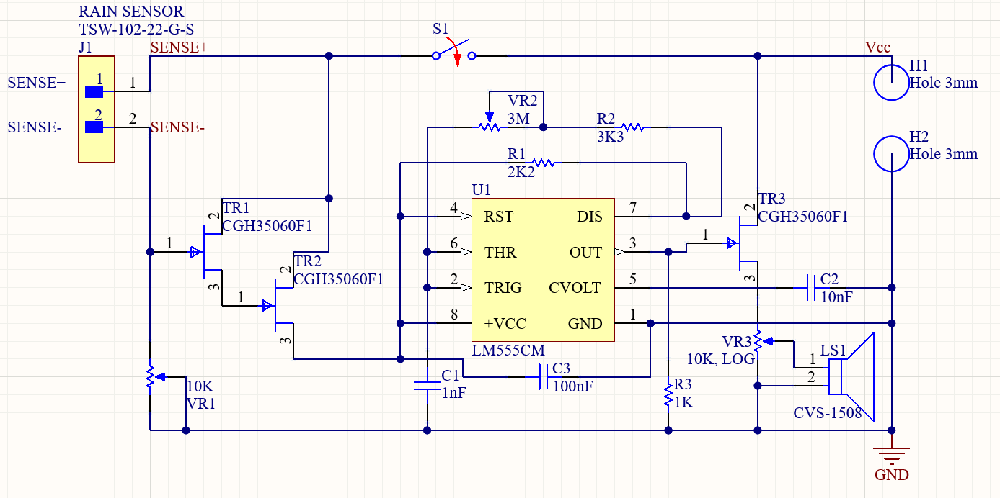 RAIN SENSOR
TSW-102-22-G-S
J1
SENSE+
S1
Vcc
SENSE+
1
1
H1
Hole 3mm
SENSE-
2
2
SENSE-
VR2
3M
R2
3K3
H2
Hole 3mm
R1
2K2
U1
TR1
CGH35060F1
2
1
3
TR2
CGH35060F1
2
1
3
4
RST
DIS
7
6
THR
OUT
3
2
TRIG
CVOLT
5
8
+VCC
GND
1
LM555CM
TR3
CGH35060F1
2
1
3
C2
10nF
VR3
10K, LOG
LS1
1
2
CVS-1508
C3
100nF
C1
1nF
R3
1K
10K
VR1
GND